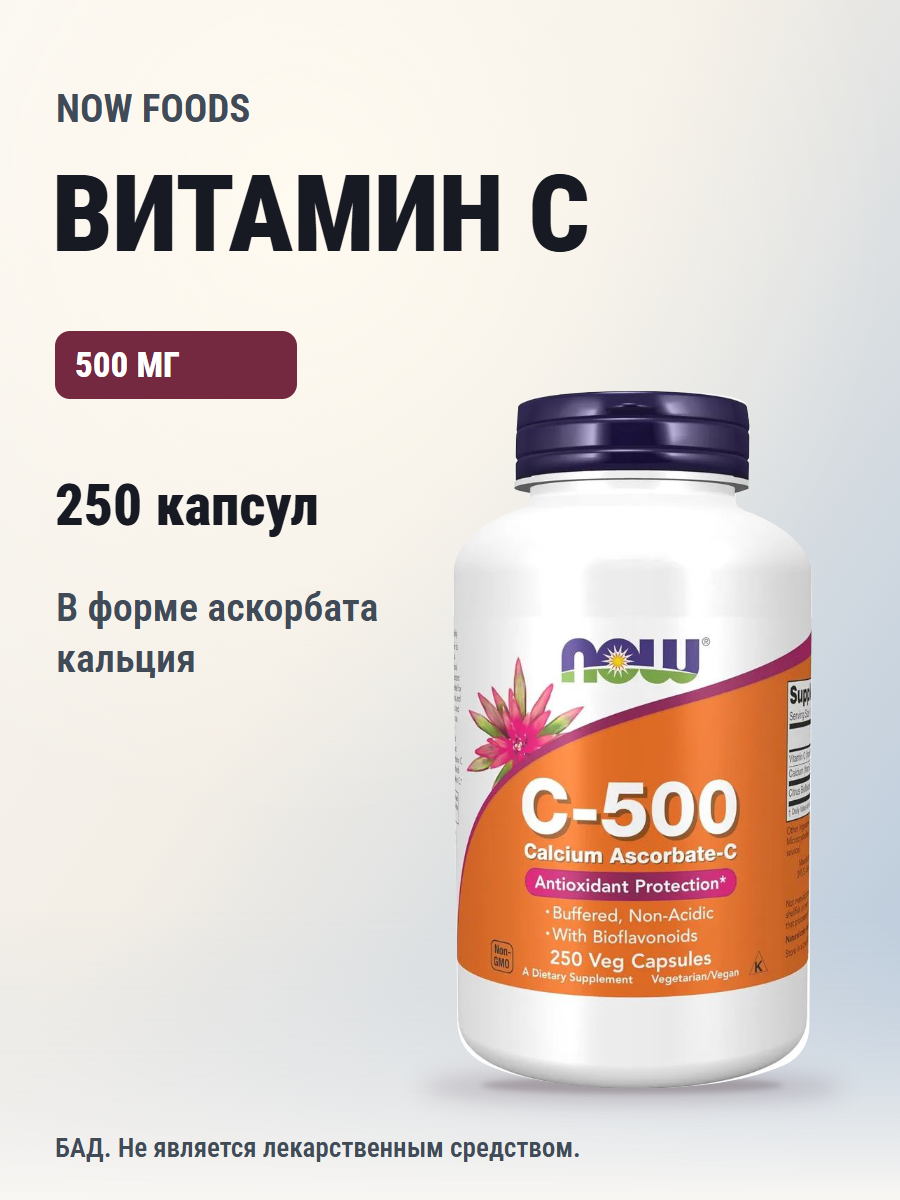 NOW FOODS
ВИТАМИН C
500 МГ
250 капсул
В форме аскорбата
кальция
now®
C-500
Calcium Ascorbate-C
Antioxidant Protection*
• Buffered, Non-Acidic
• With Bioflavonoids
250 Veg Capsules
Non-
GMO
A Dietary Supplement Vegetarian/Vegan
K
БАД. Не является лекарственным средством.